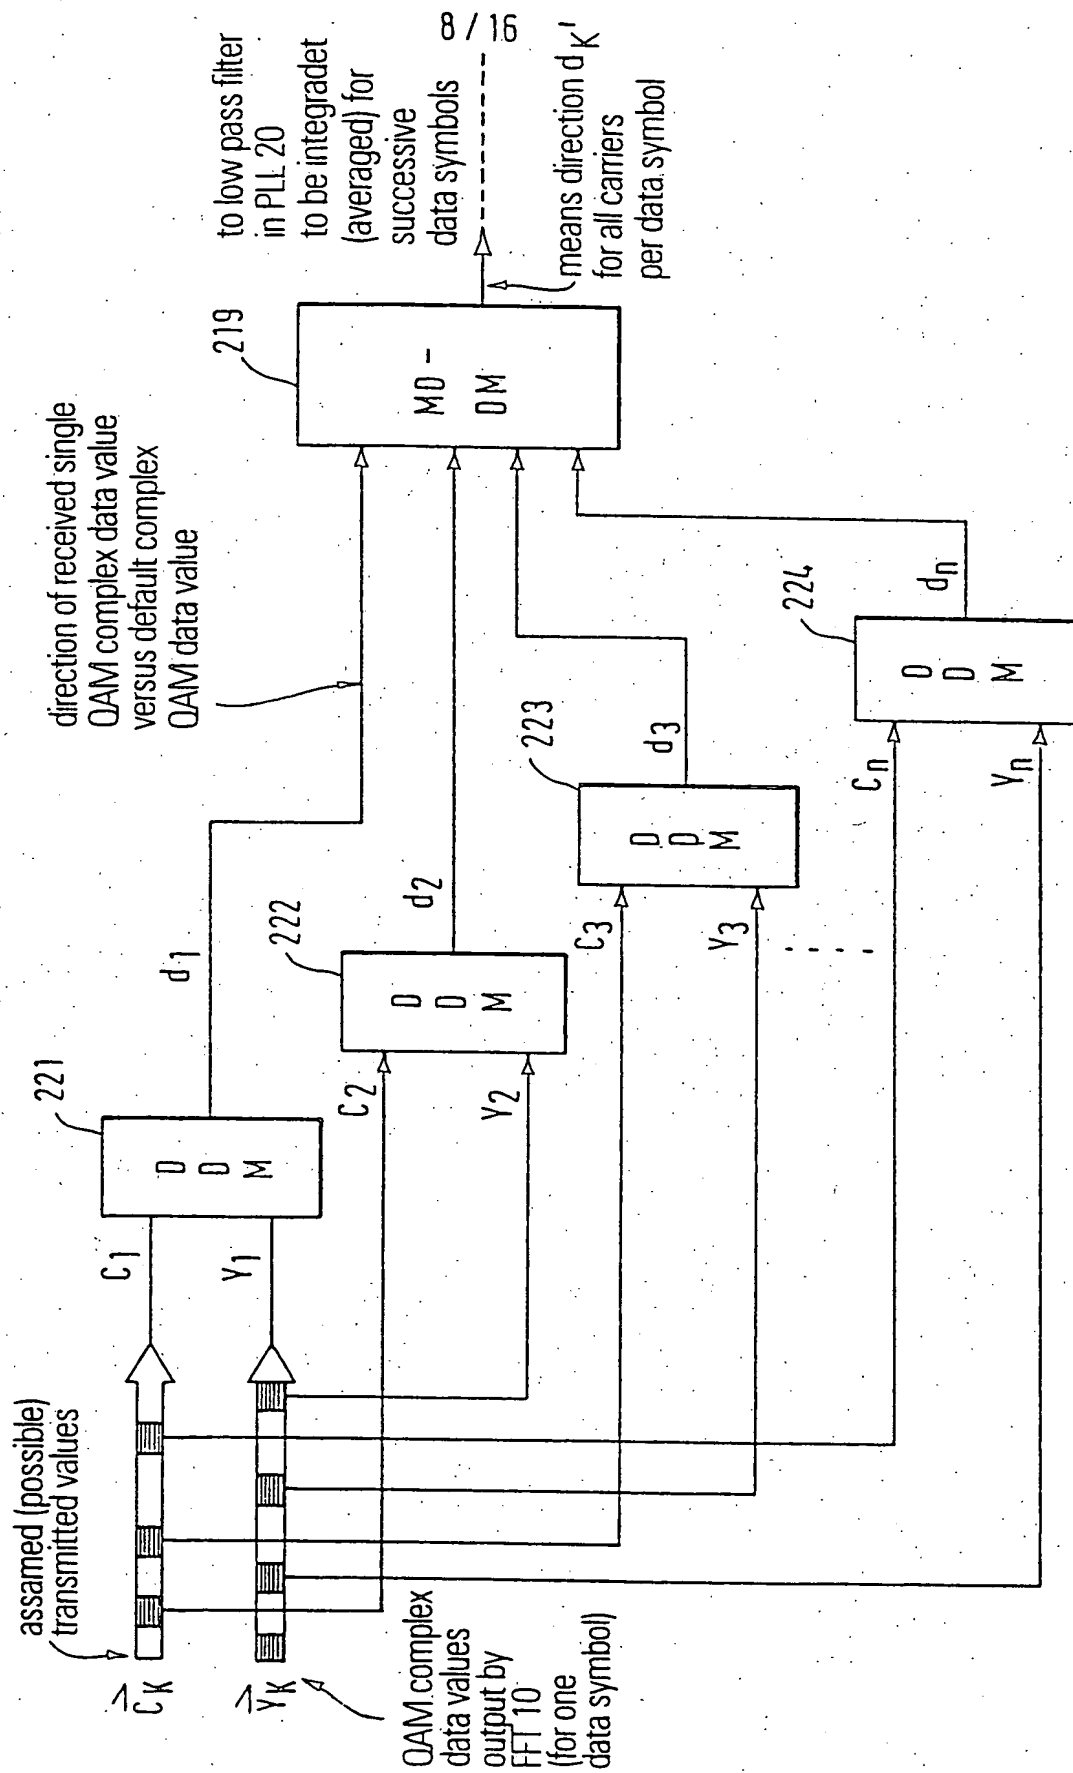 8 / 16
to low pass filter
in PLL 20
to be integradet
(averaged) for
successive
data symbols
means direction dK'
for all carriers
per data symbol
219
MD -
DM
direction of received single
QAM complex data value
versus default complex
QAM data value
d1
d2
d3
dn
221
D
D
M
222
D
D
M
223
D
D
M
224
D
D
M
C1
Y1
C2
Y2
C3
Y3
Cn
Yn
assamed (possible)
transmitted values
CK
YK
QAM complex
data values
output by
FFT 10
(for one
data symbol)